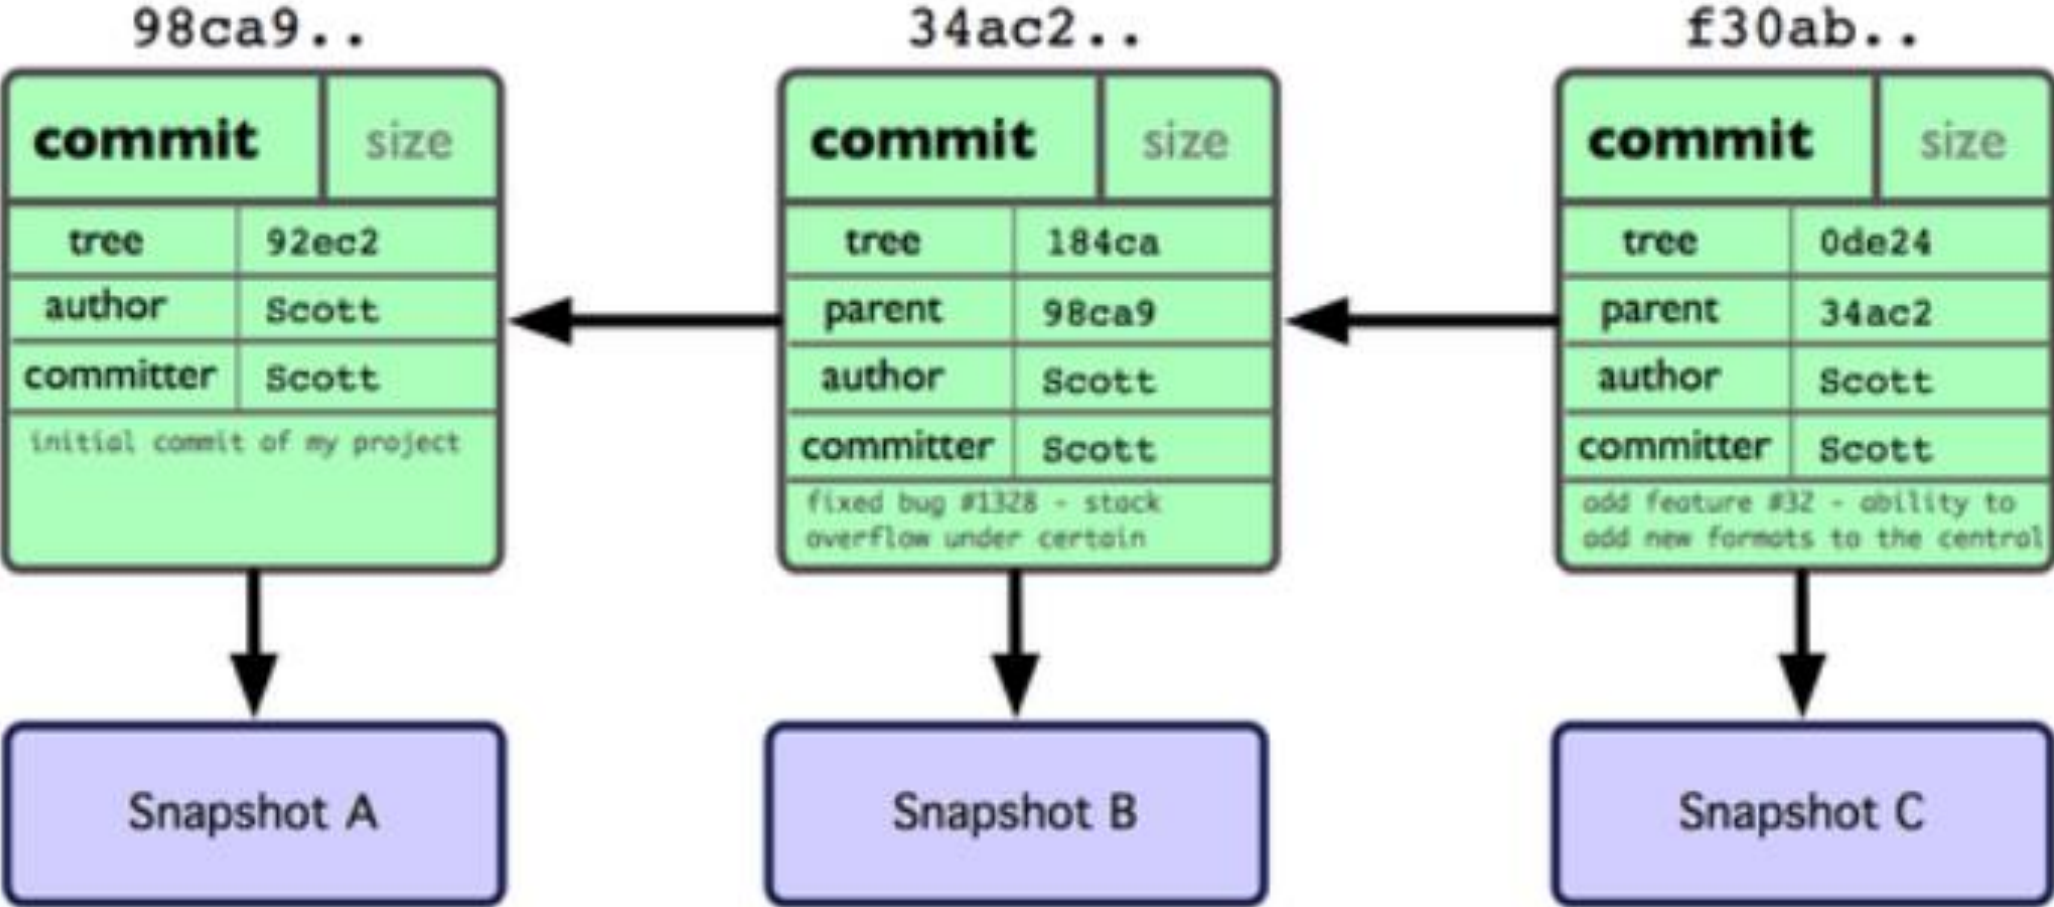 98ca9..
commit size
tree 92ec2
author Scott
committer Scott
initial commit of my project
Snapshot A
34ac2..
commit size
tree 184ca
parent 98ca9
author Scott
committer Scott
fixed bug #1328 - stack
overflow under certain
Snapshot B
f30ab..
commit size
tree 0de24
parent 34ac2
author Scott
committer Scott
add feature #32 - ability to
add new formats to the central
Snapshot C